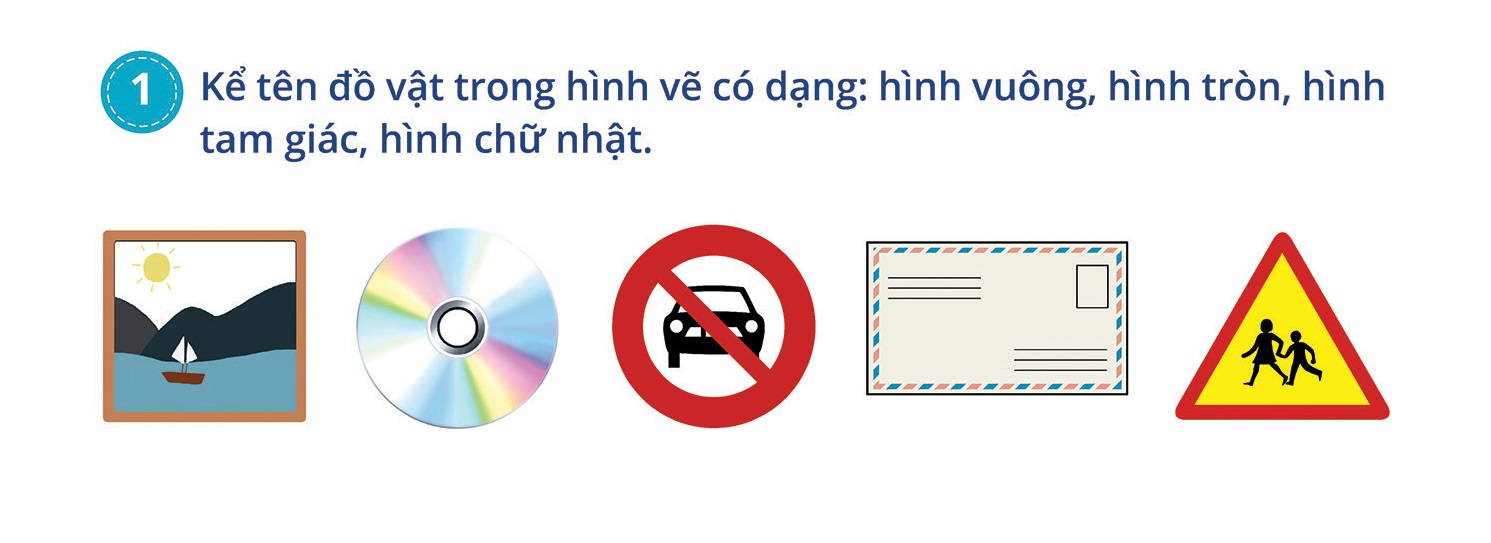 1 Kể tên đồ vật trong hình vẽ có dạng: hình vuông, hình tròn, hình
tam giác, hình chữ nhật.